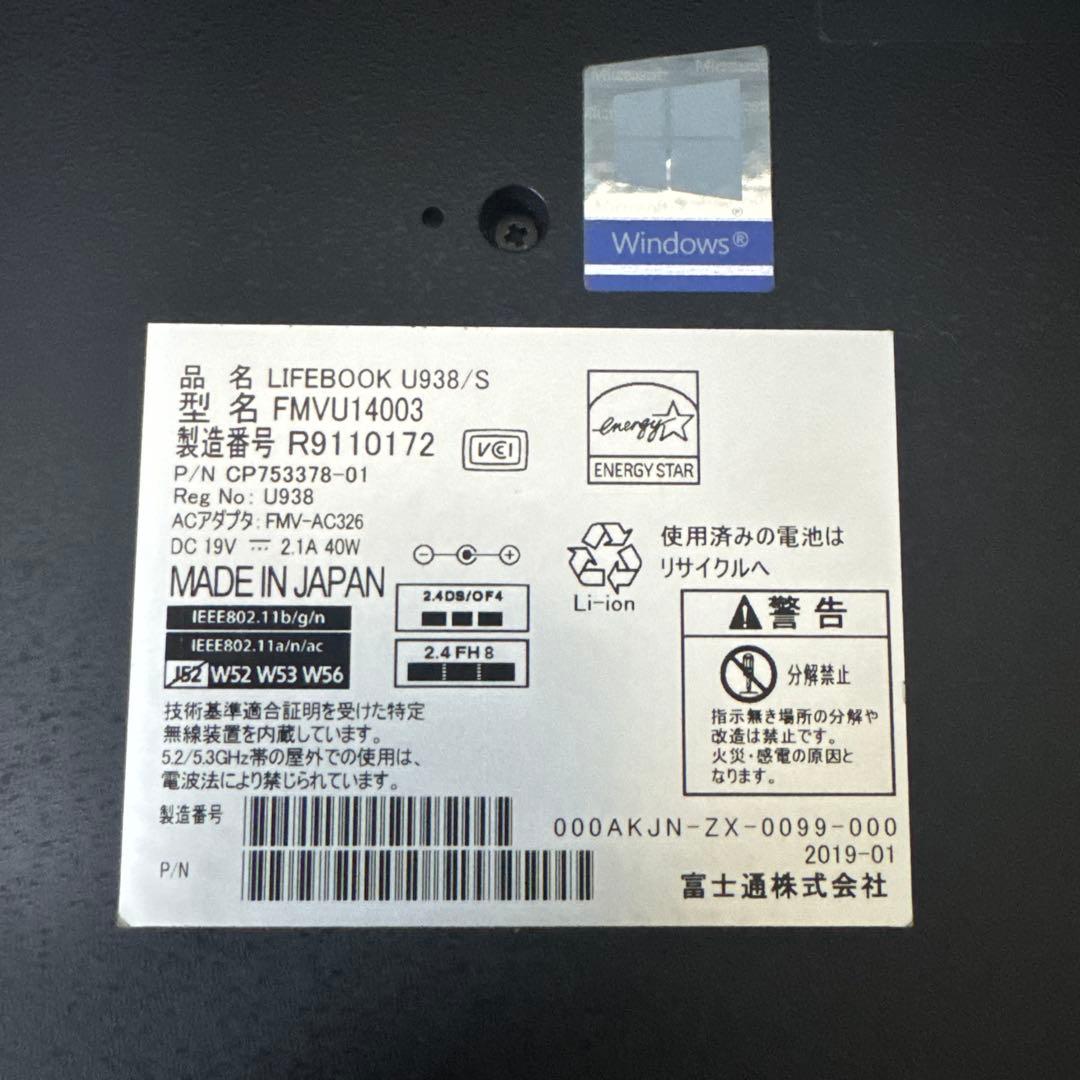 Microsoft
Microsoft
Windows®
品 名 LIFEBOOK U938/S
型 名 FMVU14003
製造番号 R9110172
VCI
P/N CP753378-01
Reg No: U938
ACアダプタ: FMV-AC326
DC 19V ⎓ 2.1A 40W
MADE IN JAPAN
IEEE802.11b/g/n
IEEE802.11a/n/ac
J52 W52 W53 W56
2.4DS/OF4
2.4FH8
技術基準適合証明を受けた特定
無線装置を内蔵しています。
5.2/5.3GHz帯の屋外での使用は、
電波法により禁じられています。
energy
ENERGY STAR
使用済みの電池は
リサイクルへ
Li-ion
警告
分解禁止
指示無き場所の分解や
改造は禁止です。
火災・感電の原因と
なります。
製造番号
P/N
000AKJN-ZX-0099-000
2019-01
富士通株式会社